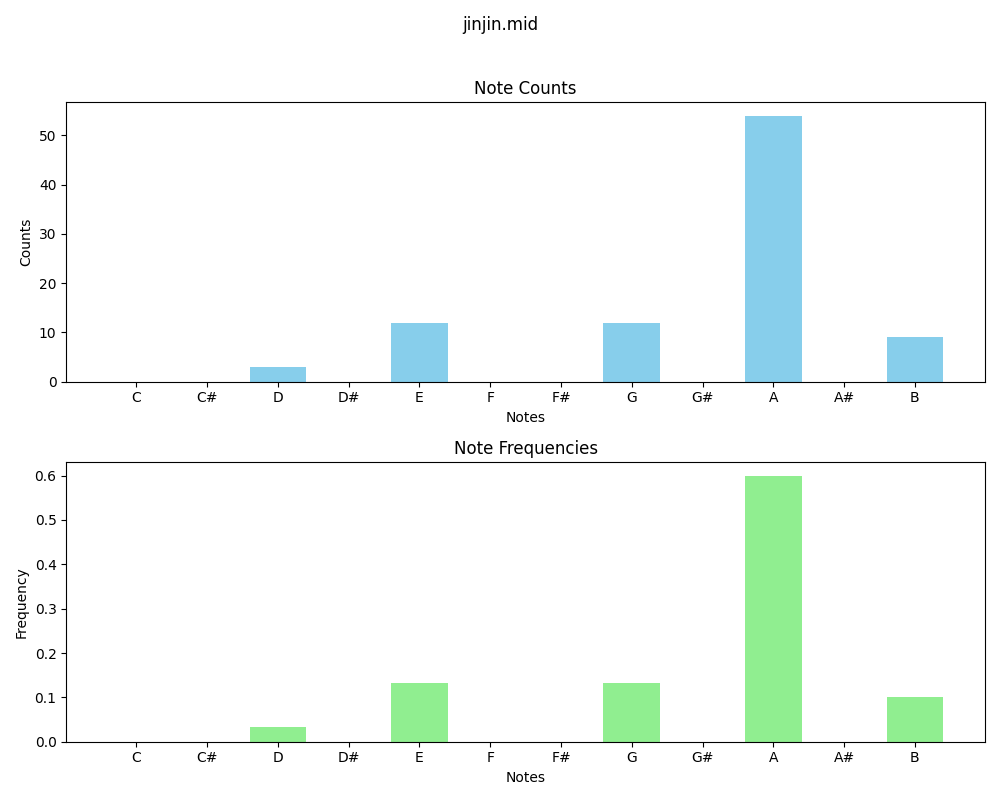 jinjin.mid
Note Counts
50
40
30
20
10
0
Counts
C C# D D# E F F# G G# A A# B
Notes
Note Frequencies
0.6
0.5
0.4
0.3
0.2
0.1
0.0
Frequency
C C# D D# E F F# G G# A A# B
Notes